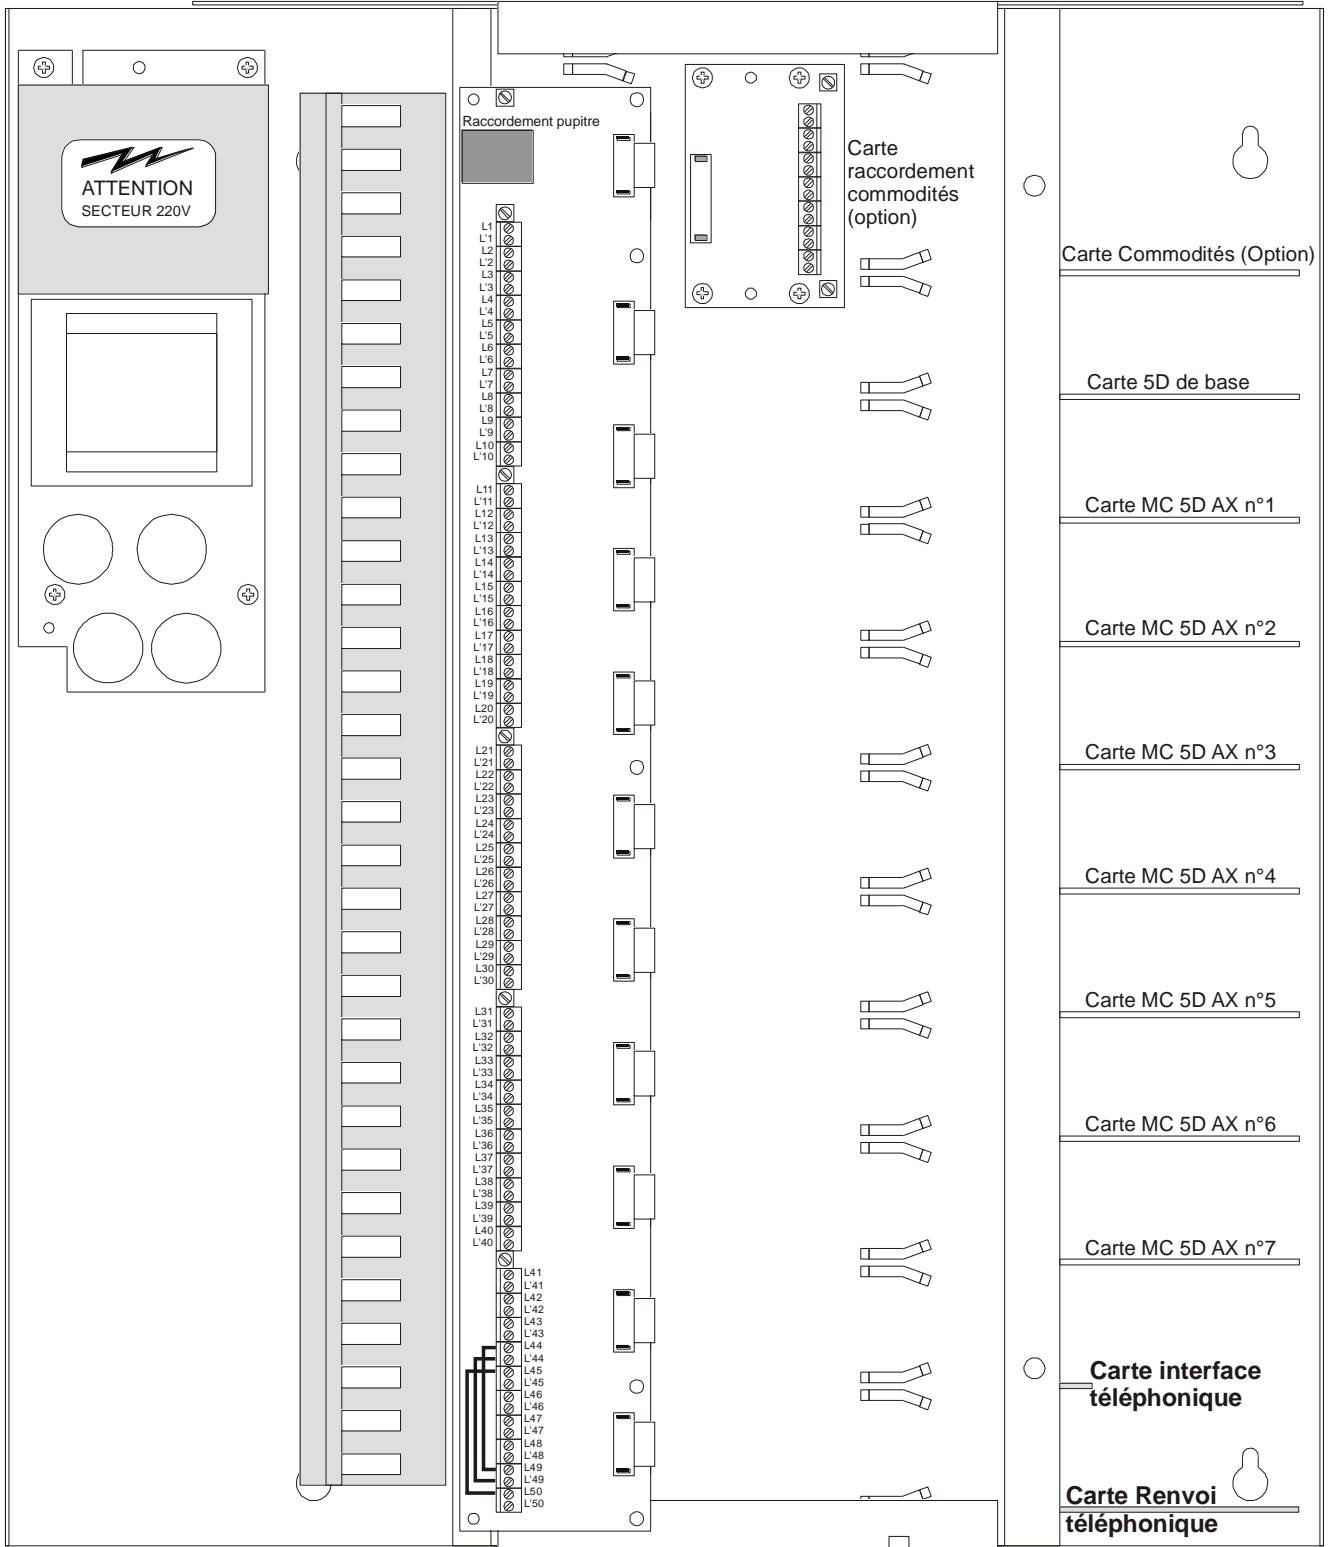 ATTENTION
SECTEUR 220V
Raccordement pupitre
L1
L'1
L2
L'2
L3
L'3
L4
L'4
L5
L'5
L6
L'6
L7
L'7
L8
L'8
L9
L'9
L10
L'10
L11
L'11
L12
L'12
L13
L'13
L14
L'14
L15
L'15
L16
L'16
L17
L'17
L18
L'18
L19
L'19
L20
L'20
L21
L'21
L22
L'22
L23
L'23
L24
L'24
L25
L'25
L26
L'26
L27
L'27
L28
L'28
L29
L'29
L30
L'30
L31
L'31
L32
L'32
L33
L'33
L34
L'34
L35
L'35
L36
L'36
L37
L'37
L38
L'38
L39
L'39
L40
L'40
L41
L'41
L42
L'42
L43
L'43
L44
L'44
L45
L'45
L46
L'46
L47
L'47
L48
L'48
L49
L'49
L50
L'50
Carte
raccordement
commodités
(option)
Carte Commodités (Option)
Carte 5D de base
Carte MC 5D AX n°1
Carte MC 5D AX n°2
Carte MC 5D AX n°3
Carte MC 5D AX n°4
Carte MC 5D AX n°5
Carte MC 5D AX n°6
Carte MC 5D AX n°7
Carte interface
téléphonique
Carte Renvoi
téléphonique